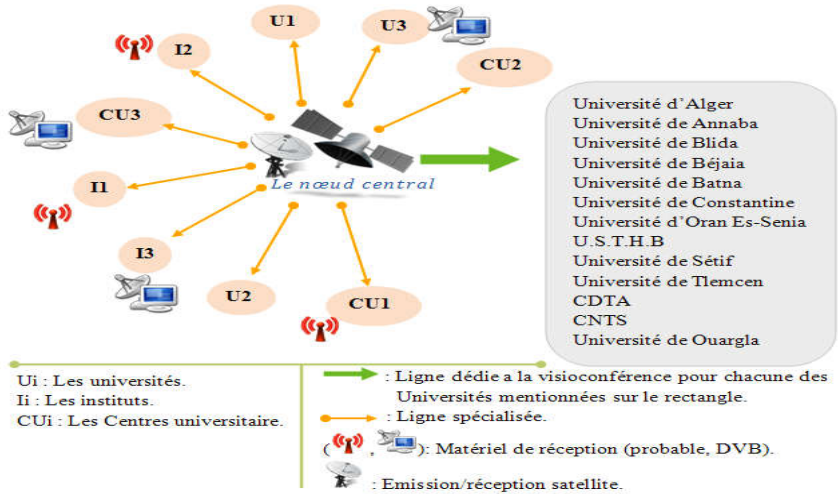 U1
U3
I2
CU2
CU3
I1
I3
U2
CU1
Le nœud central
Université d'Alger
Université de Annaba
Université de Blida
Université de Béjaia
Université de Batna
Université de Constantine
Université d'Oran Es-Senia
U.S.T.H.B
Université de Sétif
Université de Tlemcen
CDTA
CNTS
Université de Ouargla
Ui : Les universités.
Ii : Les instituts.
CUi : Les Centres universitaire.
: Ligne dédie a la visioconférence pour chacune des
Universités mentionnées sur le rectangle.
: Ligne spécialisée.
( , ): Matériel de réception (probable, DVB).
: Emission/réception satellite.